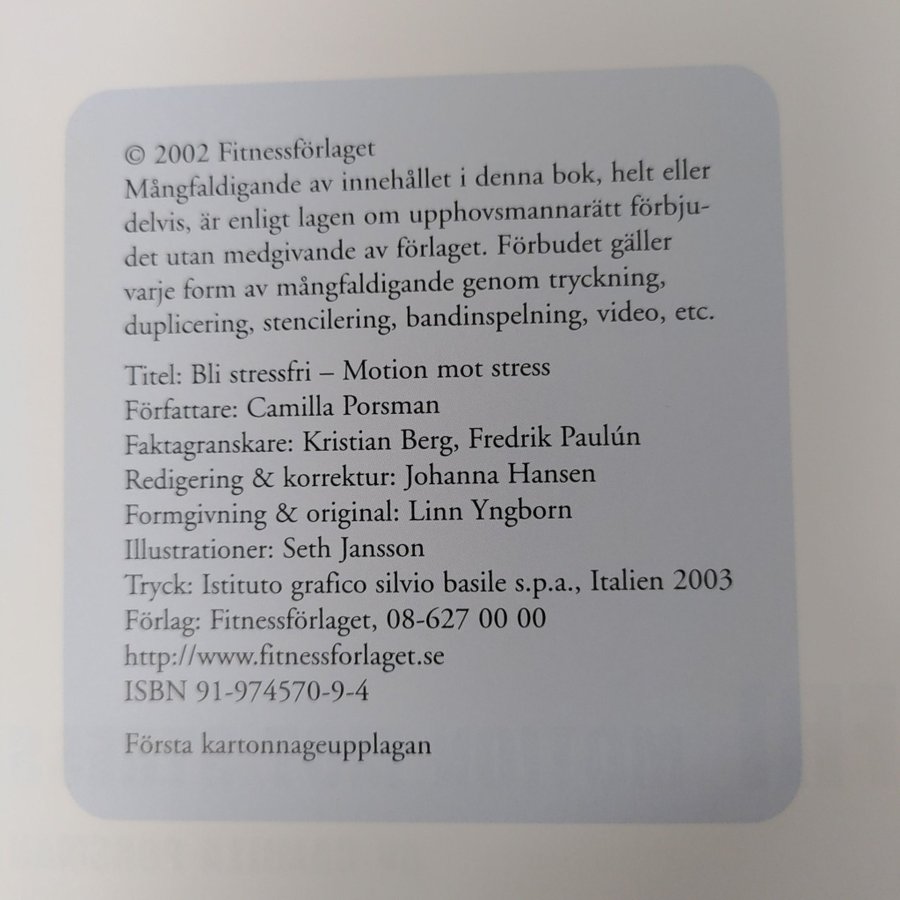 © 2002 Fitnessförlaget
Mångfaldigande av innehållet i denna bok, helt eller
delvis, är enligt lagen om upphovsmannarätt förbju-
det utan medgivande av förlaget. Förbudet gäller
varje form av mångfaldigande genom tryckning,
duplicering, stencilering, bandinspelning, video, etc.
Titel: Bli stressfri – Motion mot stress
Författare: Camilla Porsman
Faktagranskare: Kristian Berg, Fredrik Paulún
Redigering & korrektur: Johanna Hansen
Formgivning & original: Linn Yngborn
Illustrationer: Seth Jansson
Tryck: Istituto grafico silvio basile s.p.a., Italien 2003
Förlag: Fitnessförlaget, 08-627 00 00
http://www.fitnessforlaget.se
ISBN 91-974570-9-4
Första kartonnageupplagan